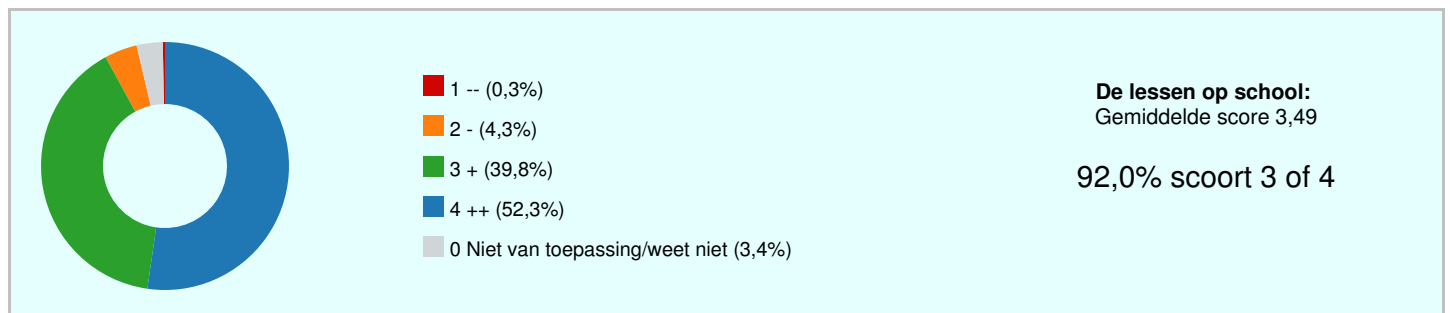 1 -- (0,3%)
2 - (4,3%)
3 + (39,8%)
4 ++ (52,3%)
0 Niet van toepassing/weet niet (3,4%)
De lessen op school:
Gemiddelde score 3,49
92,0% scoort 3 of 4